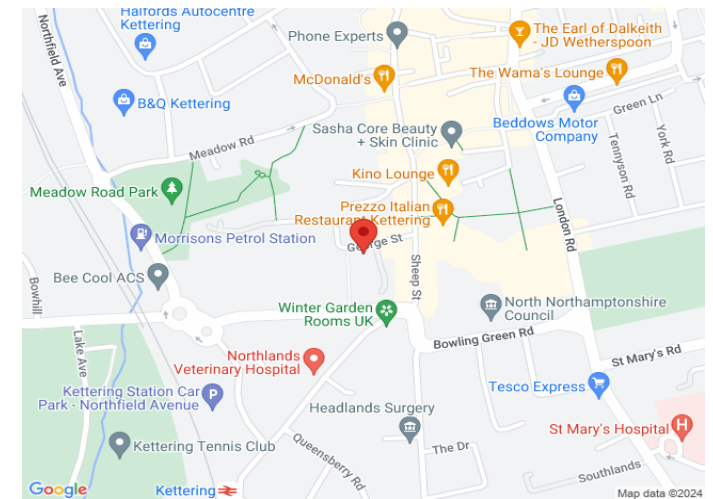 Halfords Autocentre
Kettering
Northfield Ave
Phone Experts
The Earl of Dalkeith
- JD Wetherspoon
McDonald's
The Wama's Lounge
B&Q Kettering
Green Ln
Beddows Motor
Company
Sasha Core Beauty
+ Skin Clinic
Meadow Rd
Tennyson Rd
York Rd
Kino Lounge
Meadow Road Park
Prezzo Italian
Restaurant Kettering
London Rd
Morrisons Petrol Station
George St
Sheep St
Bee Cool ACS
Bowhill
Winter Garden
Rooms UK
North Northamptonshire
Council
Bowling Green Rd
Lake Ave
Northlands
Veterinary Hospital
St Mary's Rd
Tesco Express
Kettering Station Car
Park - Northfield Avenue
P
Headlands Surgery
St Mary's Hospital
H
Kettering Tennis Club
Queensberry Rd
The Dr
Southlands
Google
Kettering
Map data ©2024